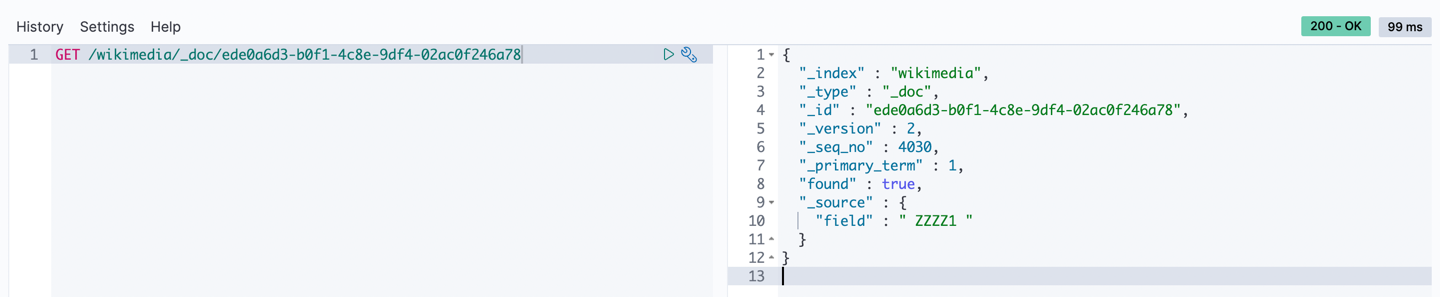 History Settings Help 200 - OK 99 ms
1 GET /wikimedia/_doc/ede0a6d3-b0f1-4c8e-9df4-02ac0f246a78
1 {
2 "_index" : "wikimedia",
3 "_type" : "_doc",
4 "_id" : "ede0a6d3-b0f1-4c8e-9df4-02ac0f246a78",
5 "_version" : 2,
6 "_seq_no" : 4030,
7 "_primary_term" : 1,
8 "found" : true,
9 "_source" : {
10 "field" : " ZZZZ1 "
11 }
12 }
13